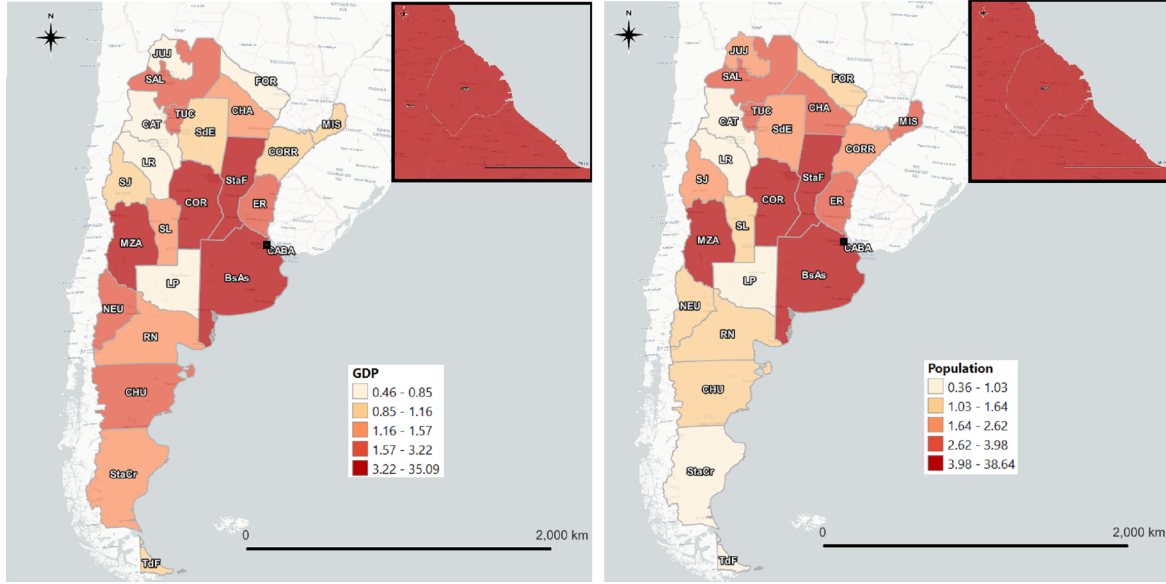 N
JUJ
SAL
FOR
TUC
CHA
CAT
SdE
MIS
LR
CORR
SJ
StaF
COR
ER
SL
MZA
CABA
BsAs
LP
NEU
RN
CHU
StaCr
TdF
GDP
0.46 - 0.85
0.85 - 1.16
1.16 - 1.57
1.57 - 3.22
3.22 - 35.09
0 2,000 km
N
JUJ
SAL
FOR
TUC
CHA
CAT
SdE
MIS
LR
CORR
SJ
StaF
COR
ER
SL
MZA
CABA
BsAs
LP
NEU
RN
CHU
StaCr
TdF
Population
0.36 - 1.03
1.03 - 1.64
1.64 - 2.62
2.62 - 3.98
3.98 - 38.64
0 2,000 km